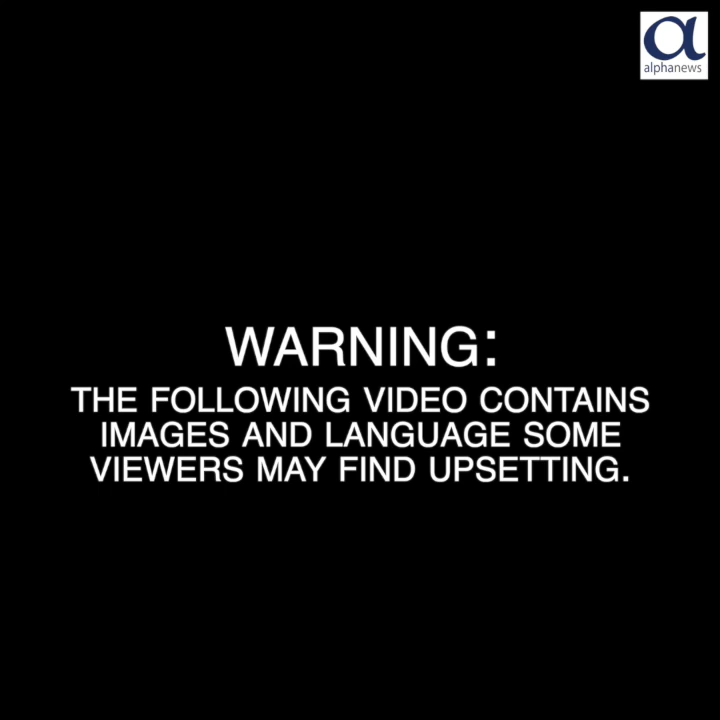 α
alphanews
WARNING:
THE FOLLOWING VIDEO CONTAINS
IMAGES AND LANGUAGE SOME
VIEWERS MAY FIND UPSETTING.